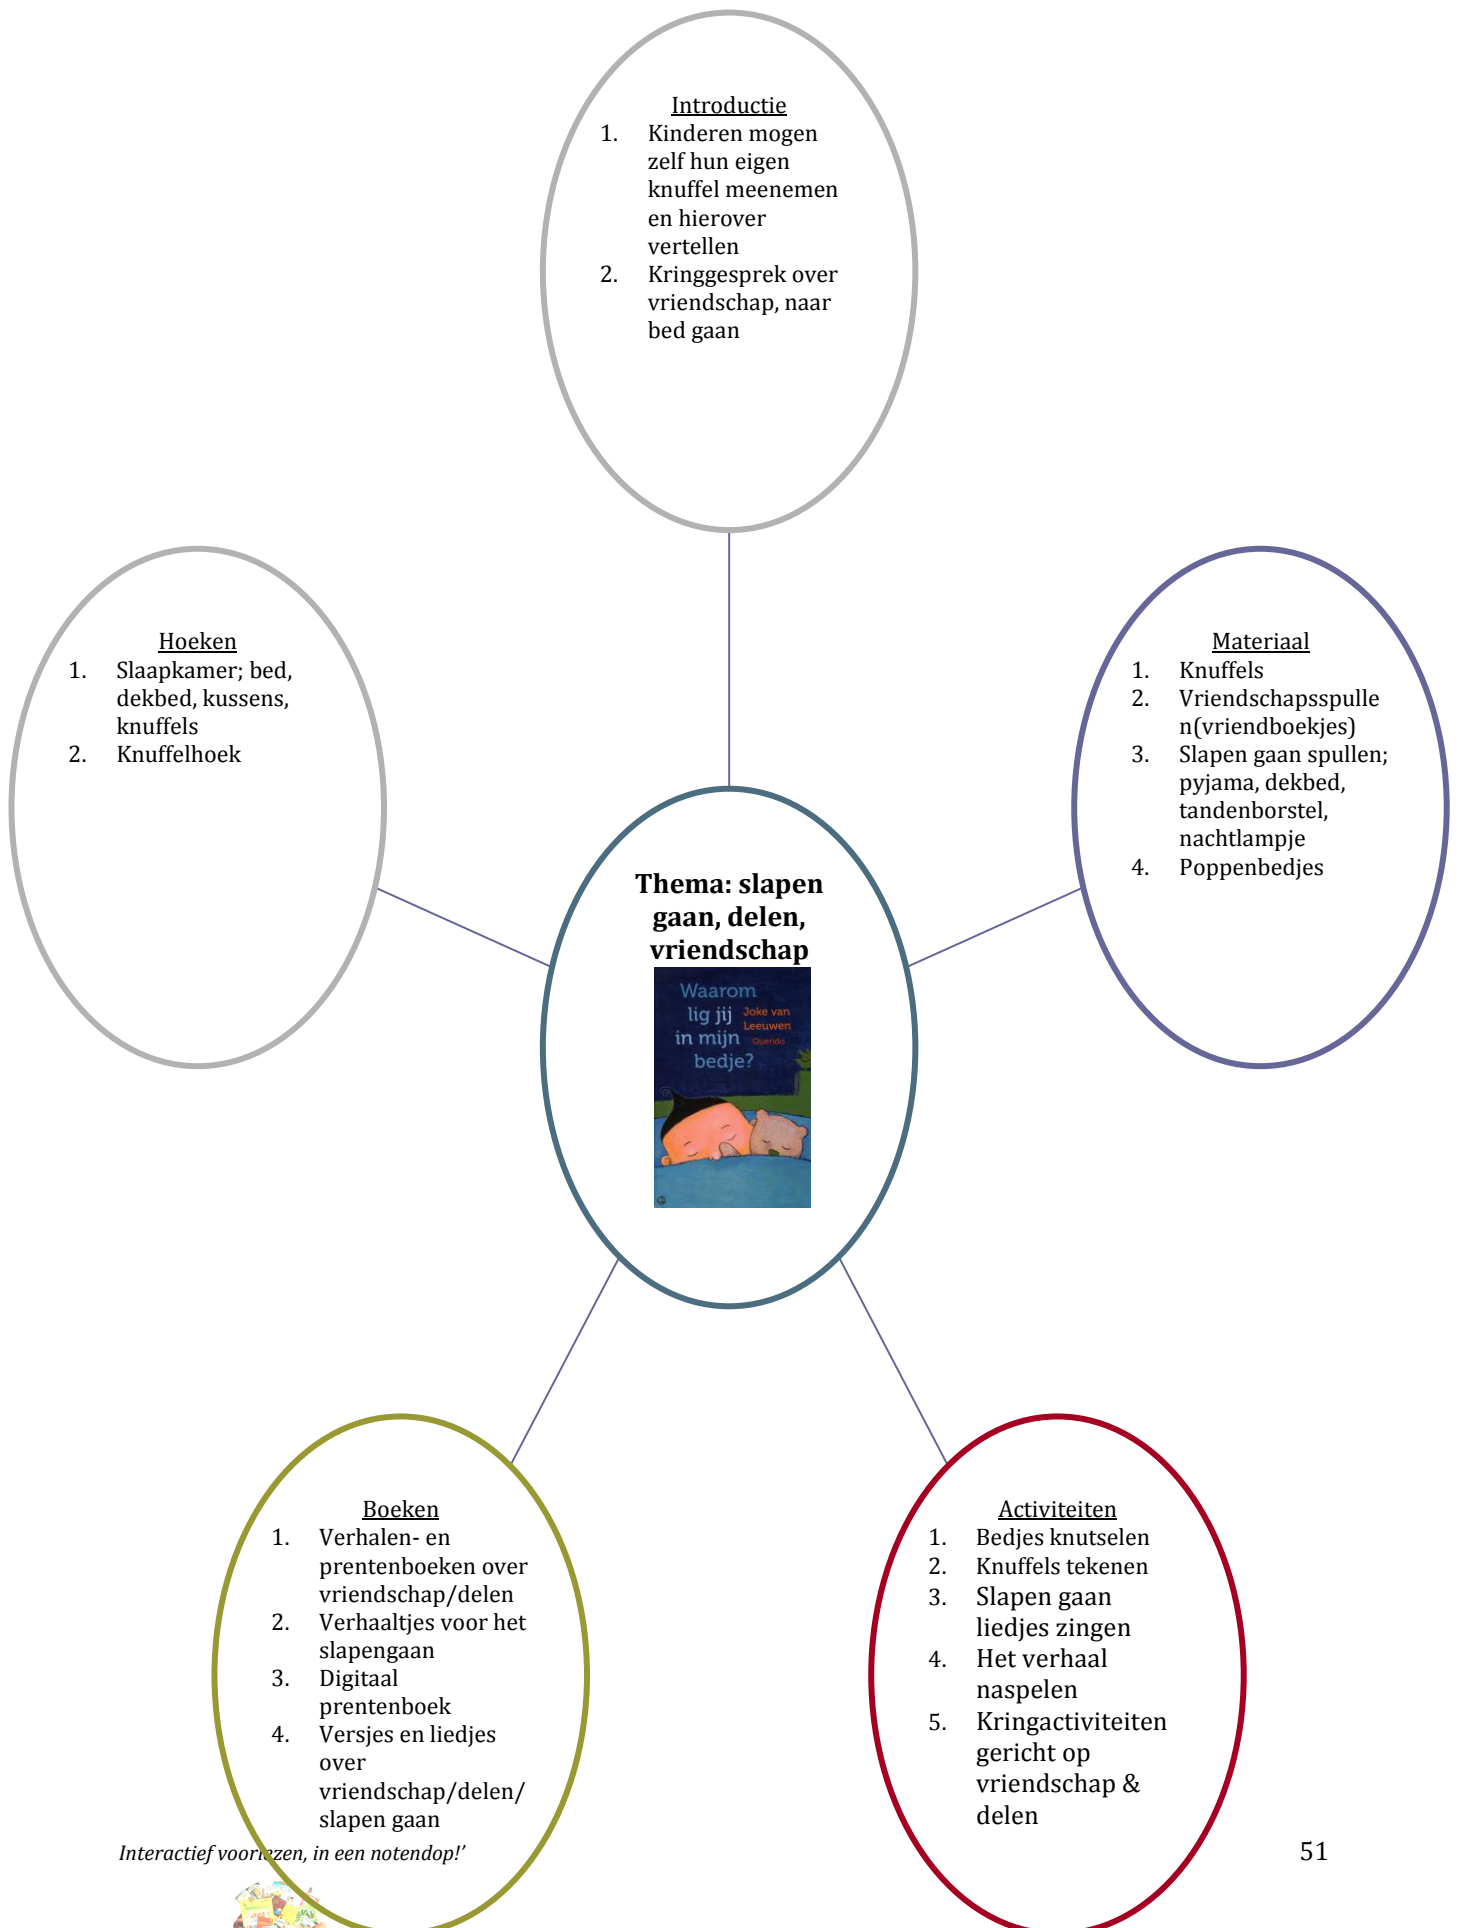 Introductie
1. Kinderen mogen
zelf hun eigen
knuffel meenemen
en hierover
vertellen
2. Kringgesprek over
vriendschap, naar
bed gaan
Hoeken
1. Slaapkamer; bed,
dekbed, kussens,
knuffels
2. Knuffelhoek
Materiaal
1. Knuffels
2. Vriendschapsspulle
n(vriendboekjes)
3. Slapen gaan spullen;
pyjama, dekbed,
tandenborstel,
nachtlampje
4. Poppenbedjes
Thema: slapen
gaan, delen,
vriendschap
Waarom
lig jij
in mijn
bedje?
Joke van
Leeuwen
Querido
Boeken
1. Verhalen- en
prentenboeken over
vriendschap/delen
2. Verhaaltjes voor het
slapengaan
3. Digitaal
prentenboek
4. Versjes en liedjes
over
vriendschap/delen/
slapen gaan
Activiteiten
1. Bedjes knutselen
2. Knuffels tekenen
3. Slapen gaan
liedjes zingen
4. Het verhaal
naspelen
5. Kringactiviteiten
gericht op
vriendschap &
delen
Interactief voorlezen, in een notendop!’
51